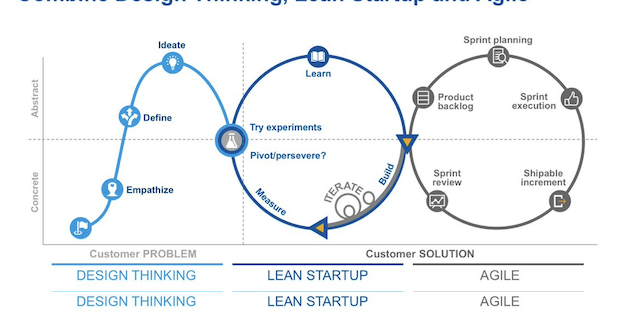 Combine Design Thinking, Lean Startup and Agile
Ideate
Sprint planning
Learn
Abstract
Product
backlog
Sprint
execution
Define
Try experiments
Pivot/persevere?
Concrete
Empathize
Measure
ITERATE
Build
Sprint
review
Shipable
increment
Customer PROBLEM
Customer SOLUTION
DESIGN THINKING
LEAN STARTUP
AGILE
DESIGN THINKING
LEAN STARTUP
AGILE